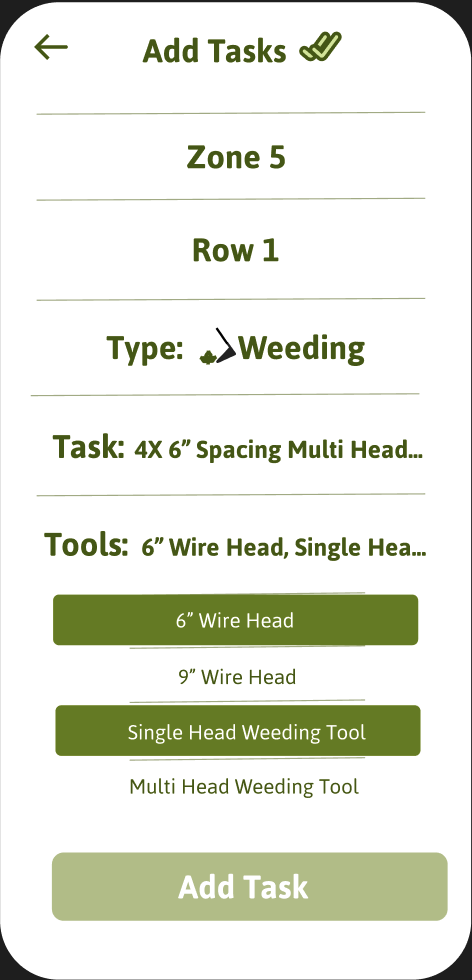 Add Tasks
Zone 5
Row 1
Type: Weeding
Task: 4X 6” Spacing Multi Head...
Tools: 6” Wire Head, Single Hea...
6” Wire Head
9” Wire Head
Single Head Weeding Tool
Multi Head Weeding Tool
Add Task